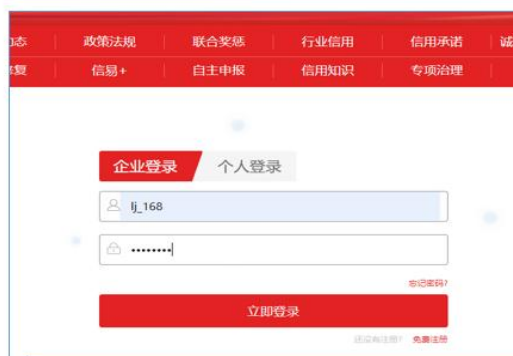 动态 政策法规 联合奖惩 行业信用 信用承诺 诚
修复 信易+ 自主申报 信用知识 专项治理
企业登录 个人登录
lj_168
••••••••
忘记密码?
立即登录
还没有注册? 免费注册